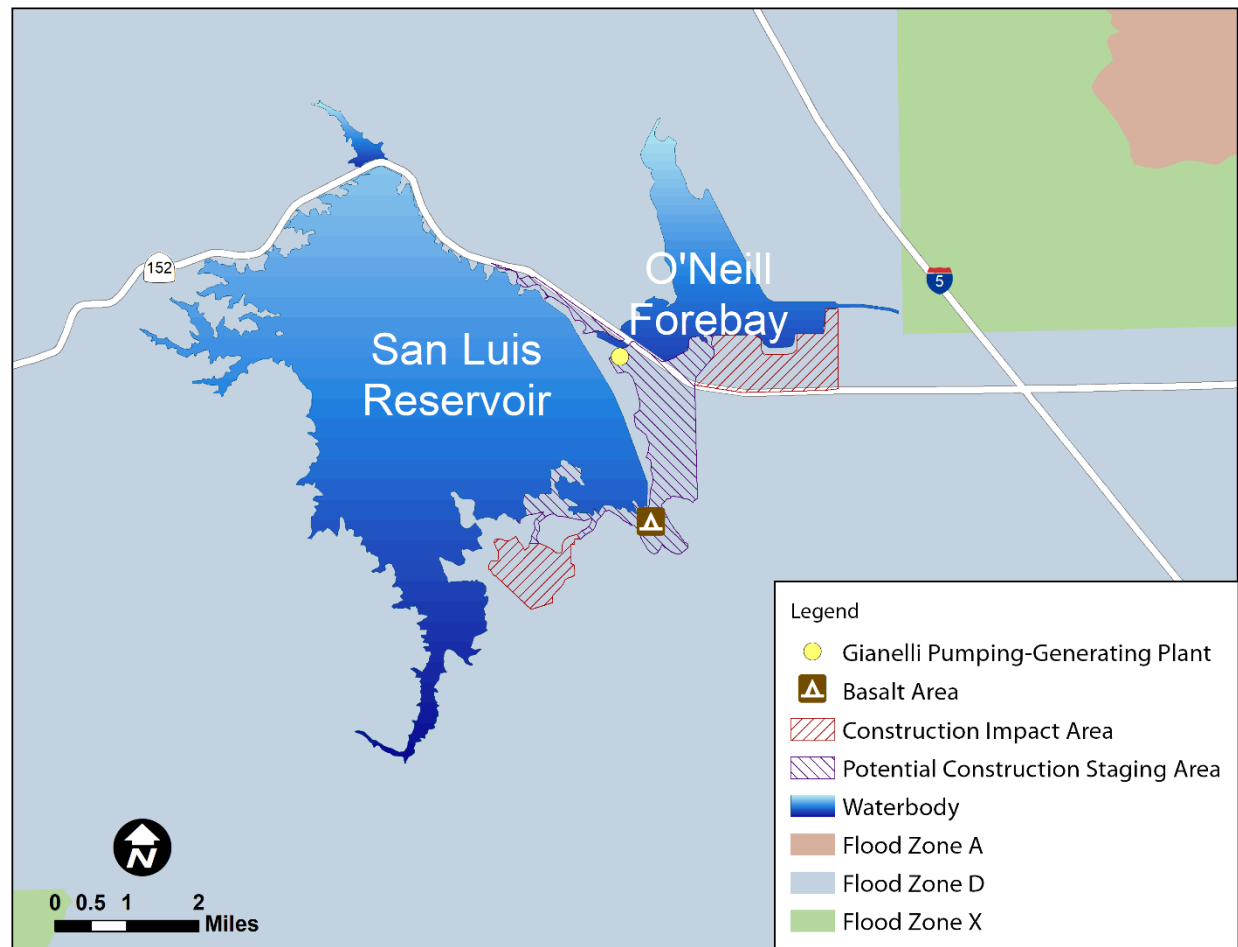 152
5
O'Neill
Forebay
San Luis
Reservoir
Legend
Gianelli Pumping-Generating Plant
Basalt Area
Construction Impact Area
Potential Construction Staging Area
Waterbody
Flood Zone A
Flood Zone D
Flood Zone X
N
0 0.5 1 2
Miles